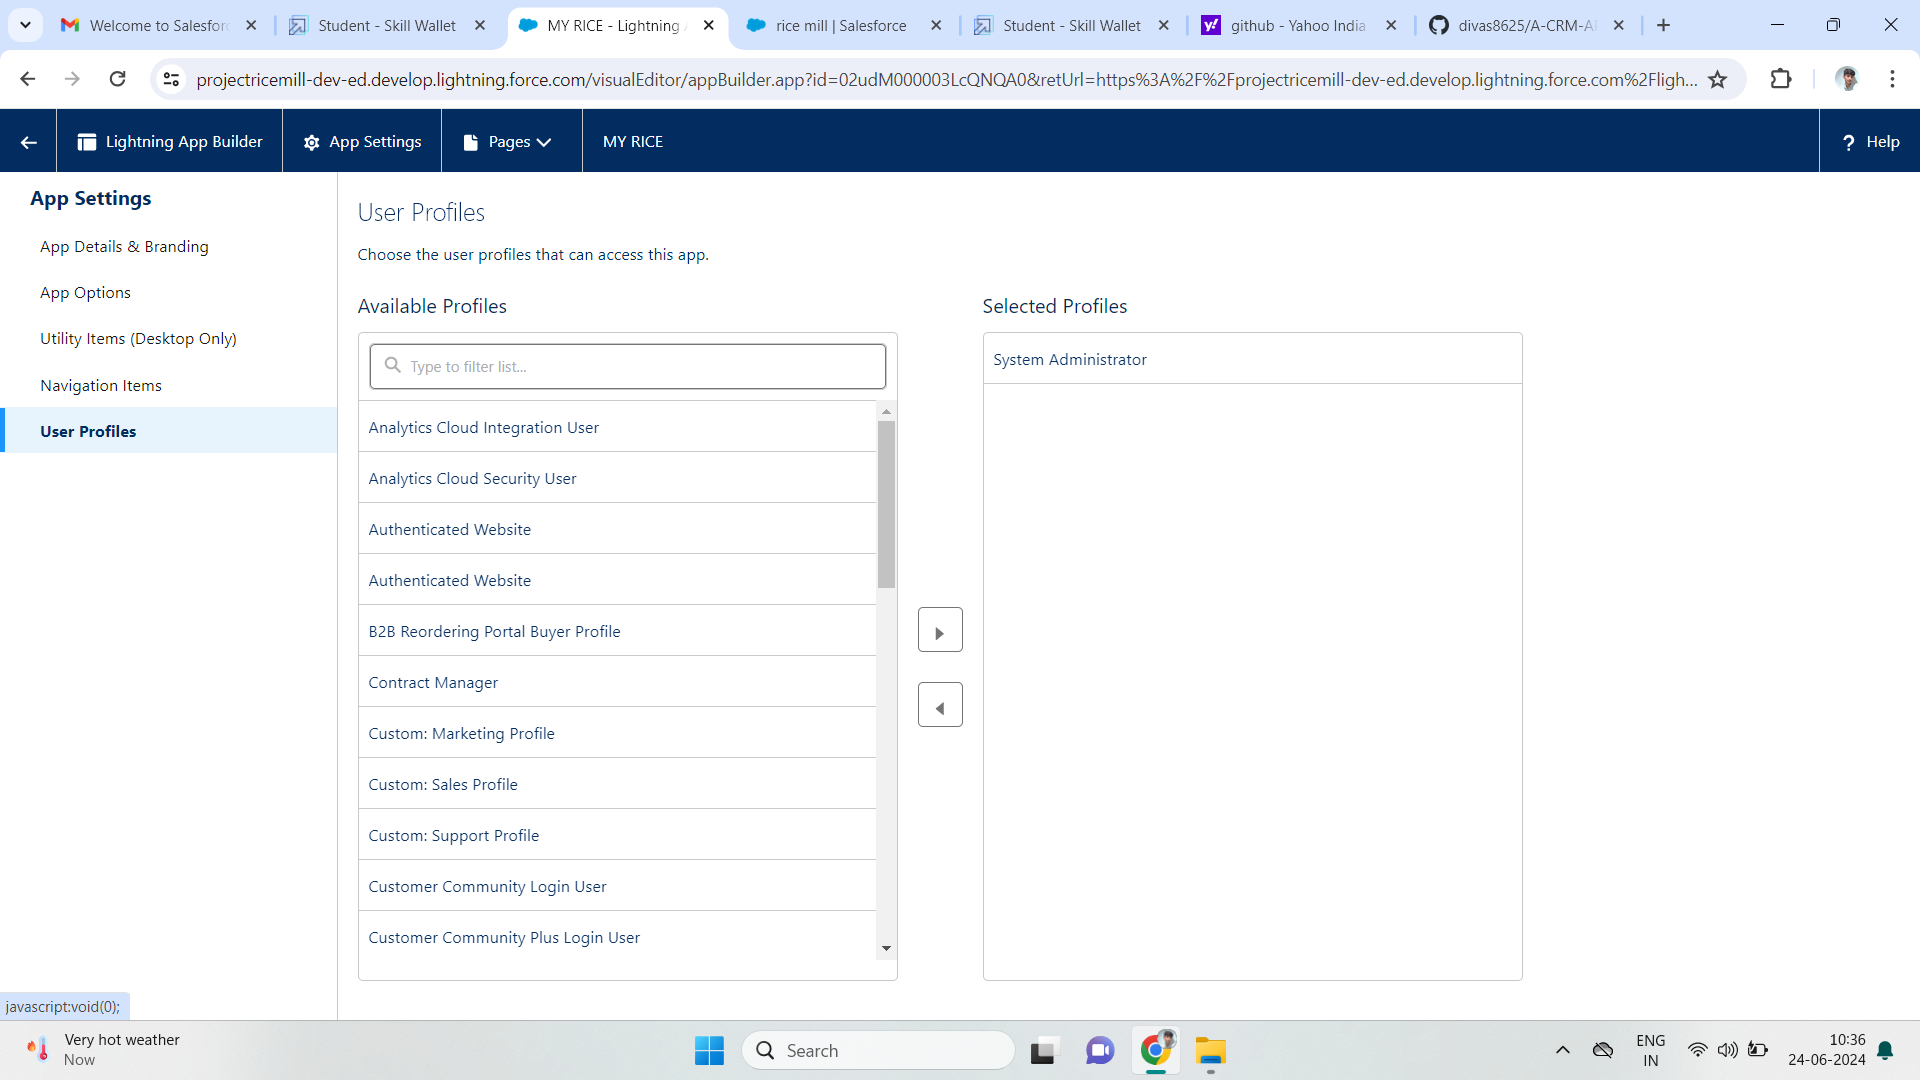 Welcome to Salesforc
Student - Skill Wallet
MY RICE - Lightning A
rice mill | Salesforce
Student - Skill Wallet
github - Yahoo India
divas8625/A-CRM-A
projectricemill-dev-ed.develop.lightning.force.com/visualEditor/appBuilder.app?id=02udM000003LcQNQA0&retUrl=https%3A%2F%2Fprojectricemill-dev-ed.develop.lightning.force.com%2Fligh...
Lightning App Builder
App Settings
Pages
MY RICE
? Help
App Settings
App Details & Branding
App Options
Utility Items (Desktop Only)
Navigation Items
User Profiles
User Profiles
Choose the user profiles that can access this app.
Available Profiles
Type to filter list...
Analytics Cloud Integration User
Analytics Cloud Security User
Authenticated Website
Authenticated Website
B2B Reordering Portal Buyer Profile
Contract Manager
Custom: Marketing Profile
Custom: Sales Profile
Custom: Support Profile
Customer Community Login User
Customer Community Plus Login User
Selected Profiles
System Administrator
javascript:void(0);
Very hot weather
Now
Search
ENG
IN
10:36
24-06-2024